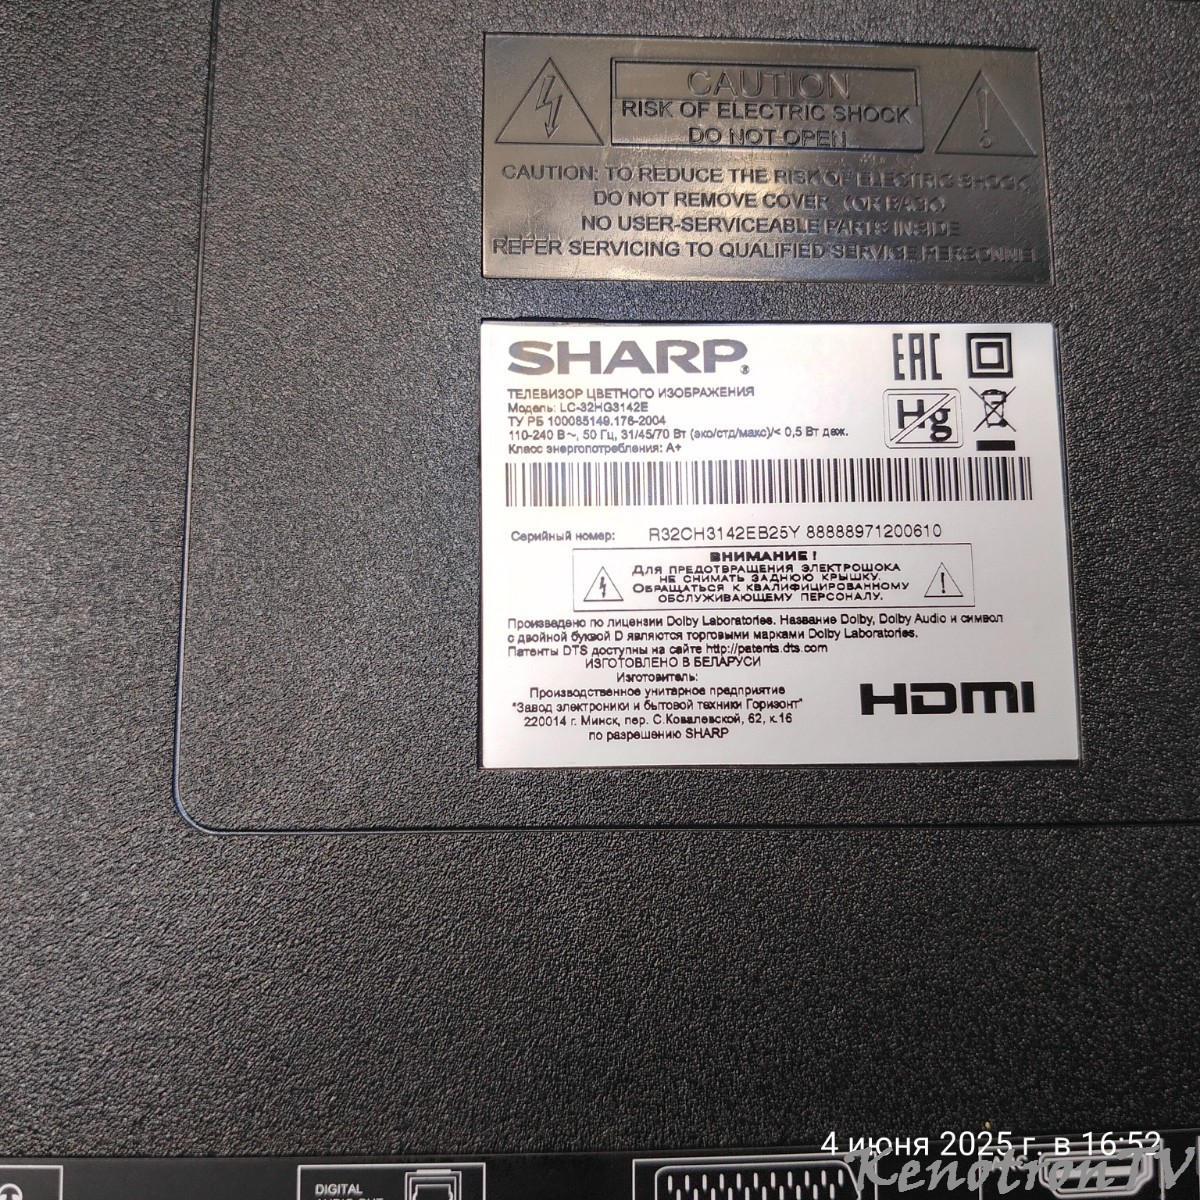 CAUTION
RISK OF ELECTRIC SHOCK
DO NOT OPEN
CAUTION: TO REDUCE THE RISK OF ELECTRIC SHOCK
DO NOT REMOVE COVER (OR BACK)
NO USER-SERVICEABLE PARTS INSIDE
REFER SERVICING TO QUALIFIED SERVICE PERSONNEL
SHARP®
EAC
ТЕЛЕВИЗОР ЦВЕТНОГО ИЗОБРАЖЕНИЯ
Модель: LC-32HG3142E
ТУ РБ 100085149.176-2004
110-240 В~, 50 Гц, 31/45/70 Вт (эко/стд/макс)/< 0,5 Вт деж.
Класс энергопотребления: A+
Hg
Серийный номер: R32CH3142EB25Y 88888971200610
ВНИМАНИЕ !
Для предотвращения электрошока
не снимать заднюю крышку.
Обращаться к квалифицированному
обслуживающему персоналу.
Произведено по лицензии Dolby Laboratories. Название Dolby, Dolby Audio и символ
с двойной буквой D являются торговыми марками Dolby Laboratories.
Патенты DTS доступны на сайте http://patents.dts.com
ИЗГОТОВЛЕНО В БЕЛАРУСИ
Изготовитель:
Производственное унитарное предприятие
"Завод электроники и бытовой техники Горизонт"
220014 г. Минск, пер. С.Ковалевской, 62, к.16
по разрешению SHARP
HDMI
4 июня 2025 г. в 16:52
KenotronTV
DIGITAL
AUDIO OUT